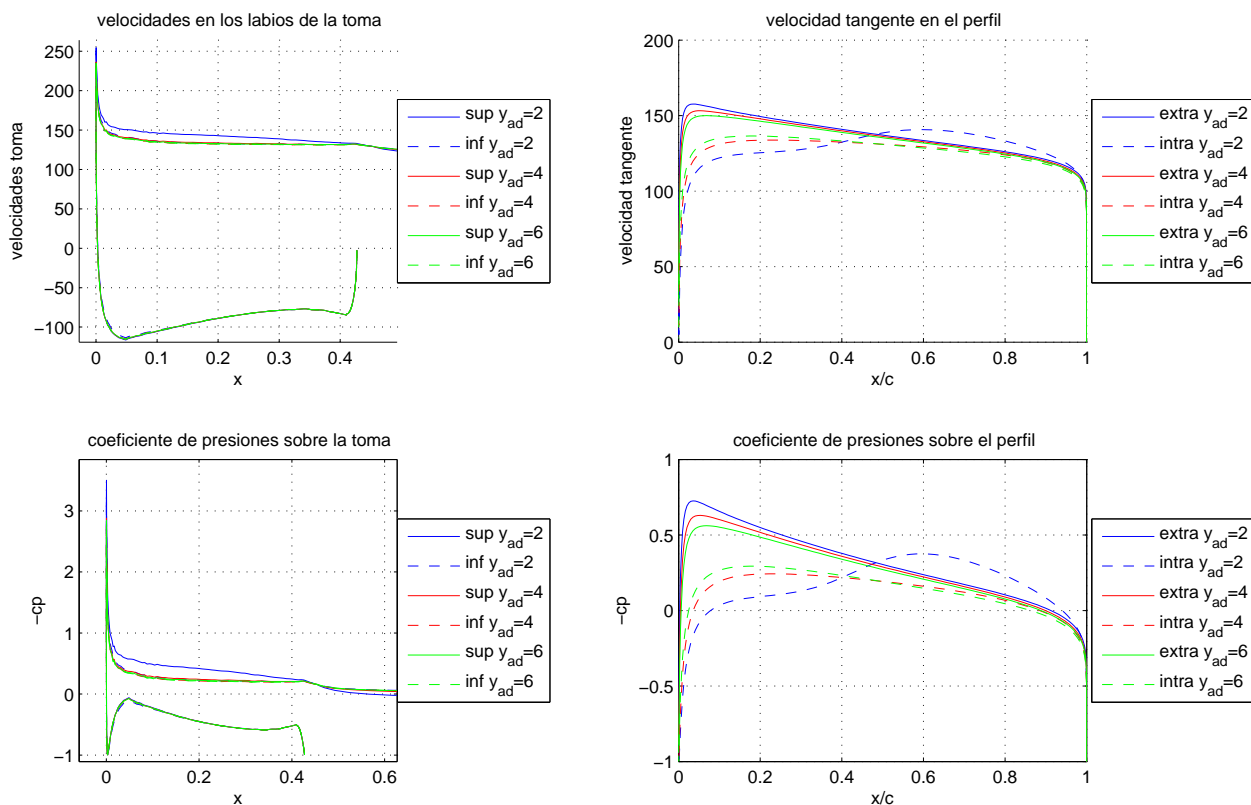 velocidades en los labios de la toma
velocidades toma
250
200
150
100
50
0
−50
−100
0 0.1 0.2 0.3 0.4
x
sup y_ad=2
inf y_ad=2
sup y_ad=4
inf y_ad=4
sup y_ad=6
inf y_ad=6
velocidad tangente en el perfil
velocidad tangente
200
150
100
50
0
0 0.2 0.4 0.6 0.8 1
x/c
extra y_ad=2
intra y_ad=2
extra y_ad=4
intra y_ad=4
extra y_ad=6
intra y_ad=6
coeficiente de presiones sobre la toma
−cp
3
2
1
0
−1
0 0.2 0.4 0.6
x
sup y_ad=2
inf y_ad=2
sup y_ad=4
inf y_ad=4
sup y_ad=6
inf y_ad=6
coeficiente de presiones sobre el perfil
−cp
1
0.5
0
−0.5
−1
0 0.2 0.4 0.6 0.8 1
x/c
extra y_ad=2
intra y_ad=2
extra y_ad=4
intra y_ad=4
extra y_ad=6
intra y_ad=6